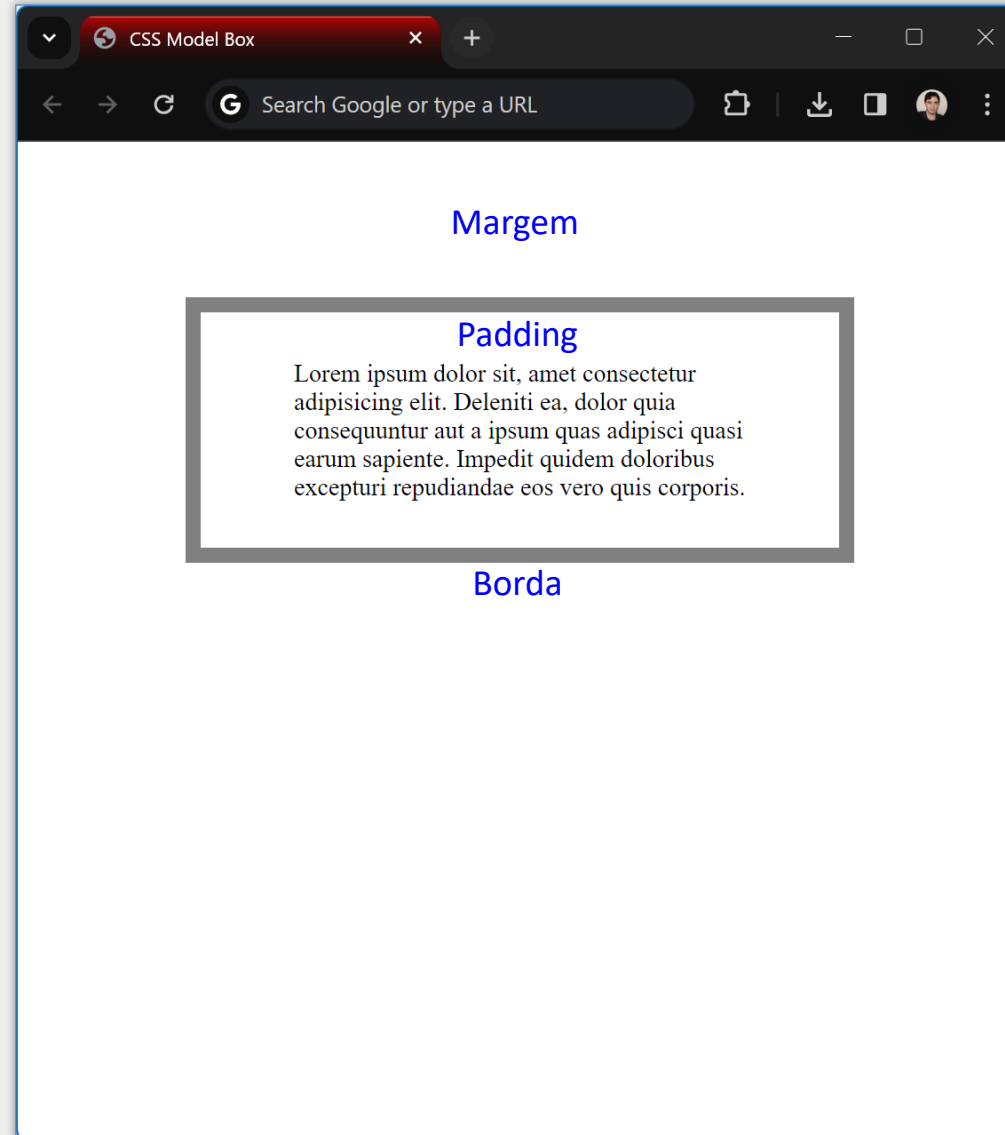 CSS Model Box
Search Google or type a URL
Margem
Padding
Lorem ipsum dolor sit, amet consectetur
adipisicing elit. Deleniti ea, dolor quia
consequuntur aut a ipsum quas adipisci quasi
earum sapiente. Impedit quidem doloribus
excepturi repudiandae eos vero quis corporis.
Borda